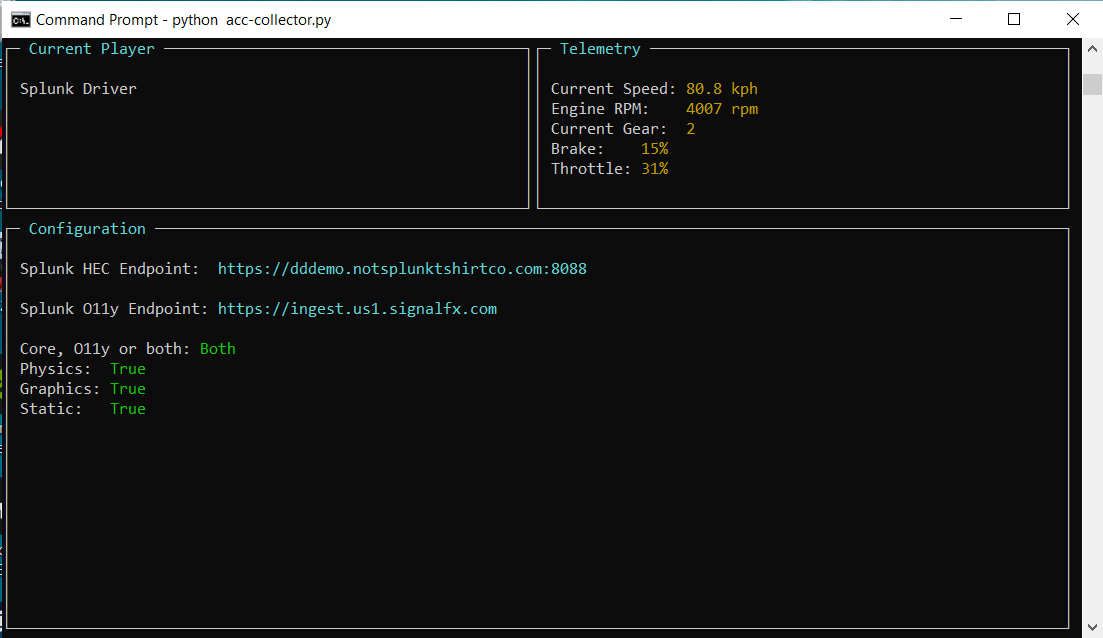 Command Prompt - python  acc-collector.py
Current Player
Splunk Driver
Telemetry
Current Speed: 80.8 kph
Engine RPM:    4007 rpm
Current Gear:  2
Brake:    15%
Throttle: 31%
Configuration
Splunk HEC Endpoint:  https://dddemo.notsplunktshirtco.com:8088
Splunk O11y Endpoint: https://ingest.us1.signalfx.com
Core, O11y or both: Both
Physics:  True
Graphics: True
Static:   True